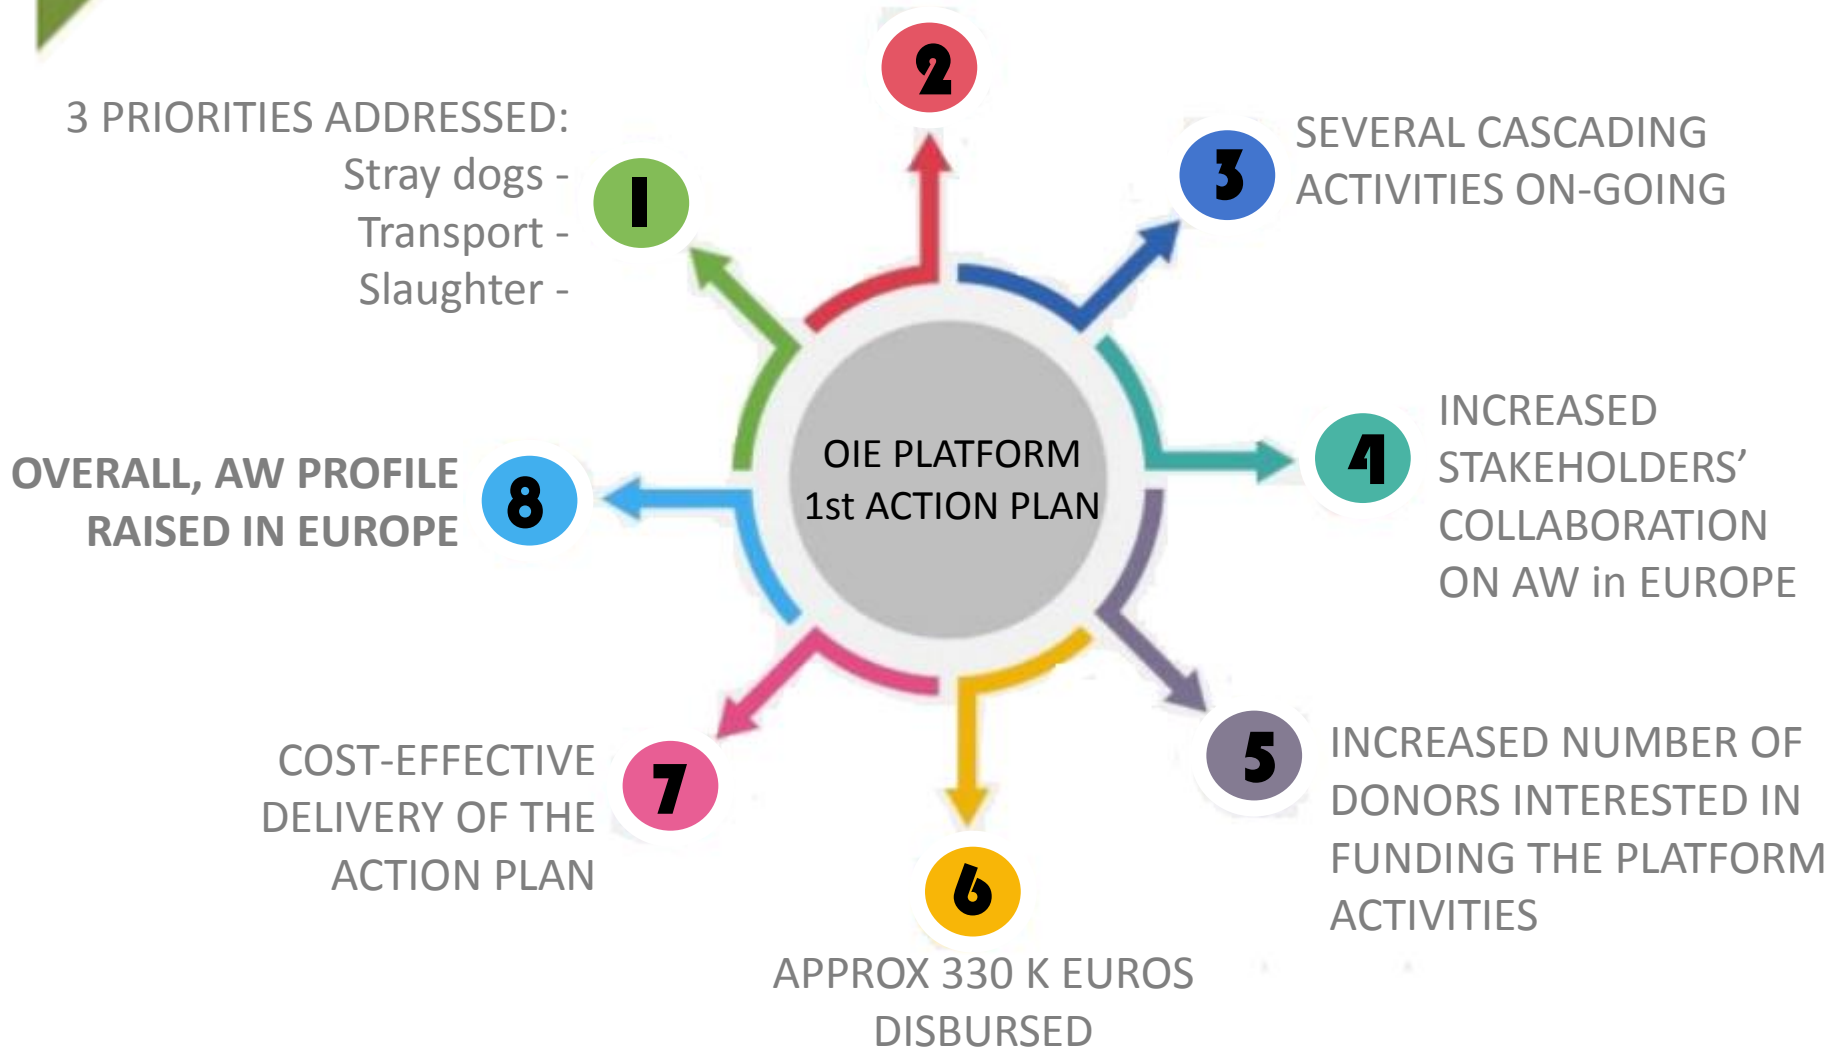 2
3 PRIORITIES ADDRESSED:
Stray dogs -
Transport -
Slaughter -
1
3
SEVERAL CASCADING
ACTIVITIES ON-GOING
OIE PLATFORM
1st ACTION PLAN
4
INCREASED
STAKEHOLDERS’
COLLABORATION
ON AW in EUROPE
OVERALL, AW PROFILE
RAISED IN EUROPE
8
5
INCREASED NUMBER OF
DONORS INTERESTED IN
FUNDING THE PLATFORM
ACTIVITIES
COST-EFFECTIVE
DELIVERY OF THE
ACTION PLAN
7
6
APPROX 330 K EUROS
DISBURSED